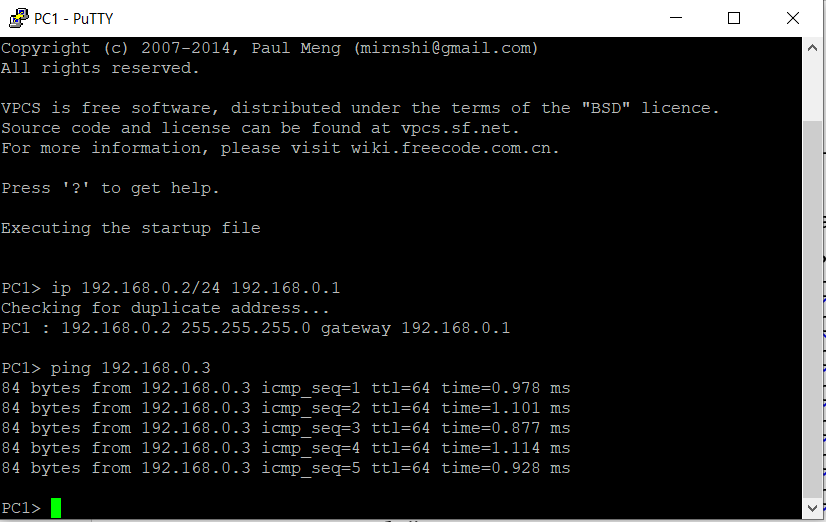 PC1 - PuTTY
Copyright (c) 2007-2014, Paul Meng (mirnshi@gmail.com)
All rights reserved.
VPCS is free software, distributed under the terms of the "BSD" licence.
Source code and license can be found at vpcs.sf.net.
For more information, please visit wiki.freecode.com.cn.
Press '?' to get help.
Executing the startup file
PC1> ip 192.168.0.2/24 192.168.0.1
Checking for duplicate address...
PC1 : 192.168.0.2 255.255.255.0 gateway 192.168.0.1
PC1> ping 192.168.0.3
84 bytes from 192.168.0.3 icmp_seq=1 ttl=64 time=0.978 ms
84 bytes from 192.168.0.3 icmp_seq=2 ttl=64 time=1.101 ms
84 bytes from 192.168.0.3 icmp_seq=3 ttl=64 time=0.877 ms
84 bytes from 192.168.0.3 icmp_seq=4 ttl=64 time=1.114 ms
84 bytes from 192.168.0.3 icmp_seq=5 ttl=64 time=0.928 ms
PC1>